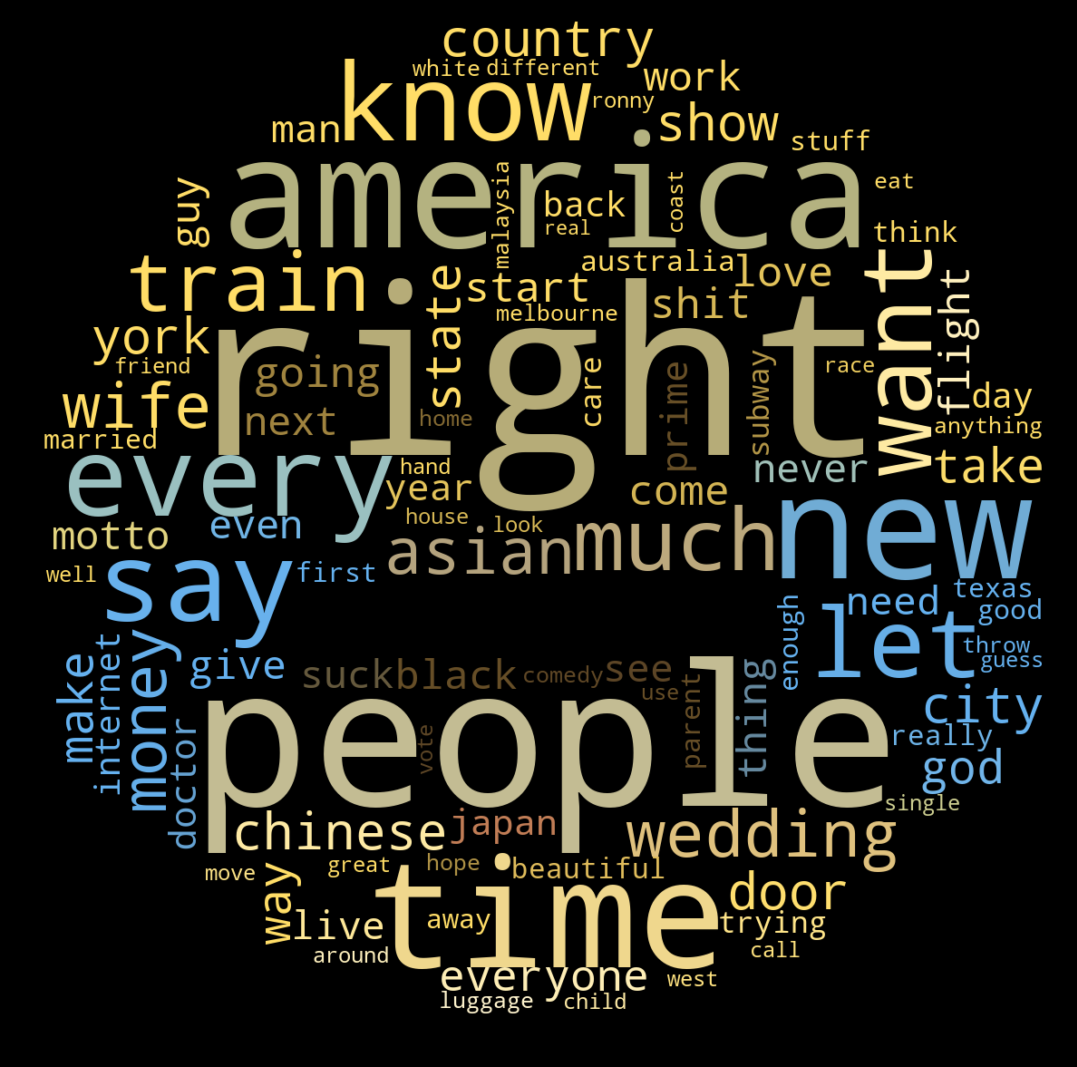 country
white different
work
know
ronny
man
show
stuff
america
malaysia
coast
eat
guy
back
real
think
train
australia
love
want
flight
state
start
shit
york
melbourne
right
friend
going
care
prime
subway
race
wife
next
home
day
married
anything
every
hand
never
take
year
come
motto
even
house
look
new
asian
much
well
say
first
enough
need
texas
good
let
throw
guess
make
internet
money
give
suck
black
comedy
see
use
parent
thing
city
people
vote
really
god
doctor
single
chinese
japan
wedding
move
great
hope
beautiful
way
time
door
live
away
trying
around
call
everyone
west
luggage
child